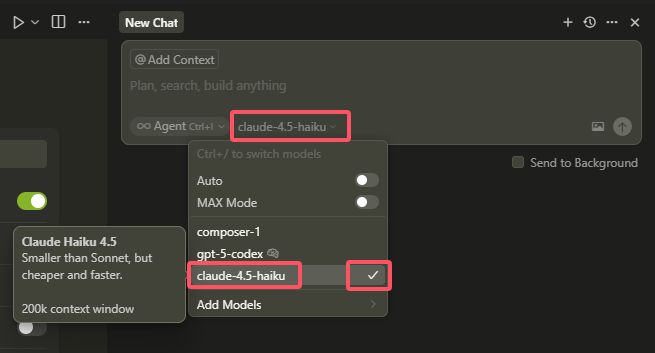 New Chat
@ Add Context
Plan, search, build anything
Agent Ctrl+I
claude-4.5-haiku
Ctrl+/ to switch models
Send to Background
Auto
MAX Mode
composer-1
Claude Haiku 4.5
Smaller than Sonnet, but
cheaper and faster.
200k context window
gpt-5-codex
claude-4.5-haiku
Add Models